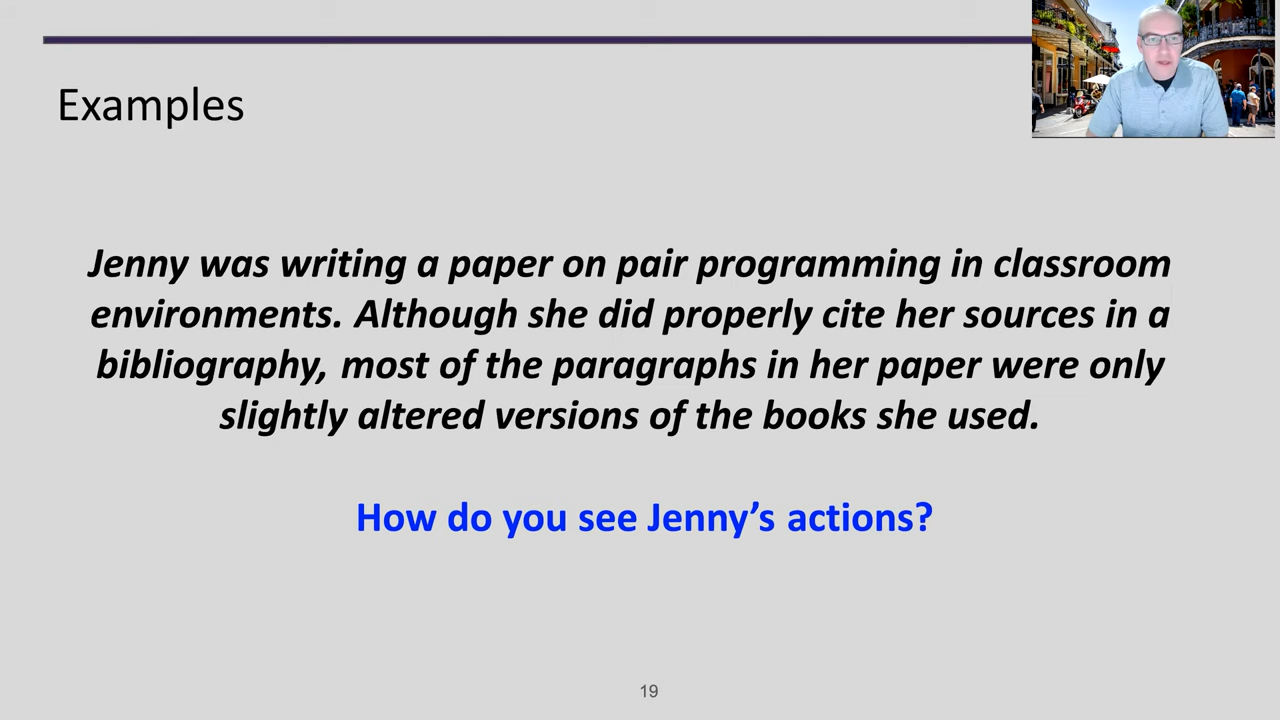 Examples
Jenny was writing a paper on pair programming in classroom
environments. Although she did properly cite her sources in a
bibliography, most of the paragraphs in her paper were only
slightly altered versions of the books she used.
How do you see Jenny’s actions?
19